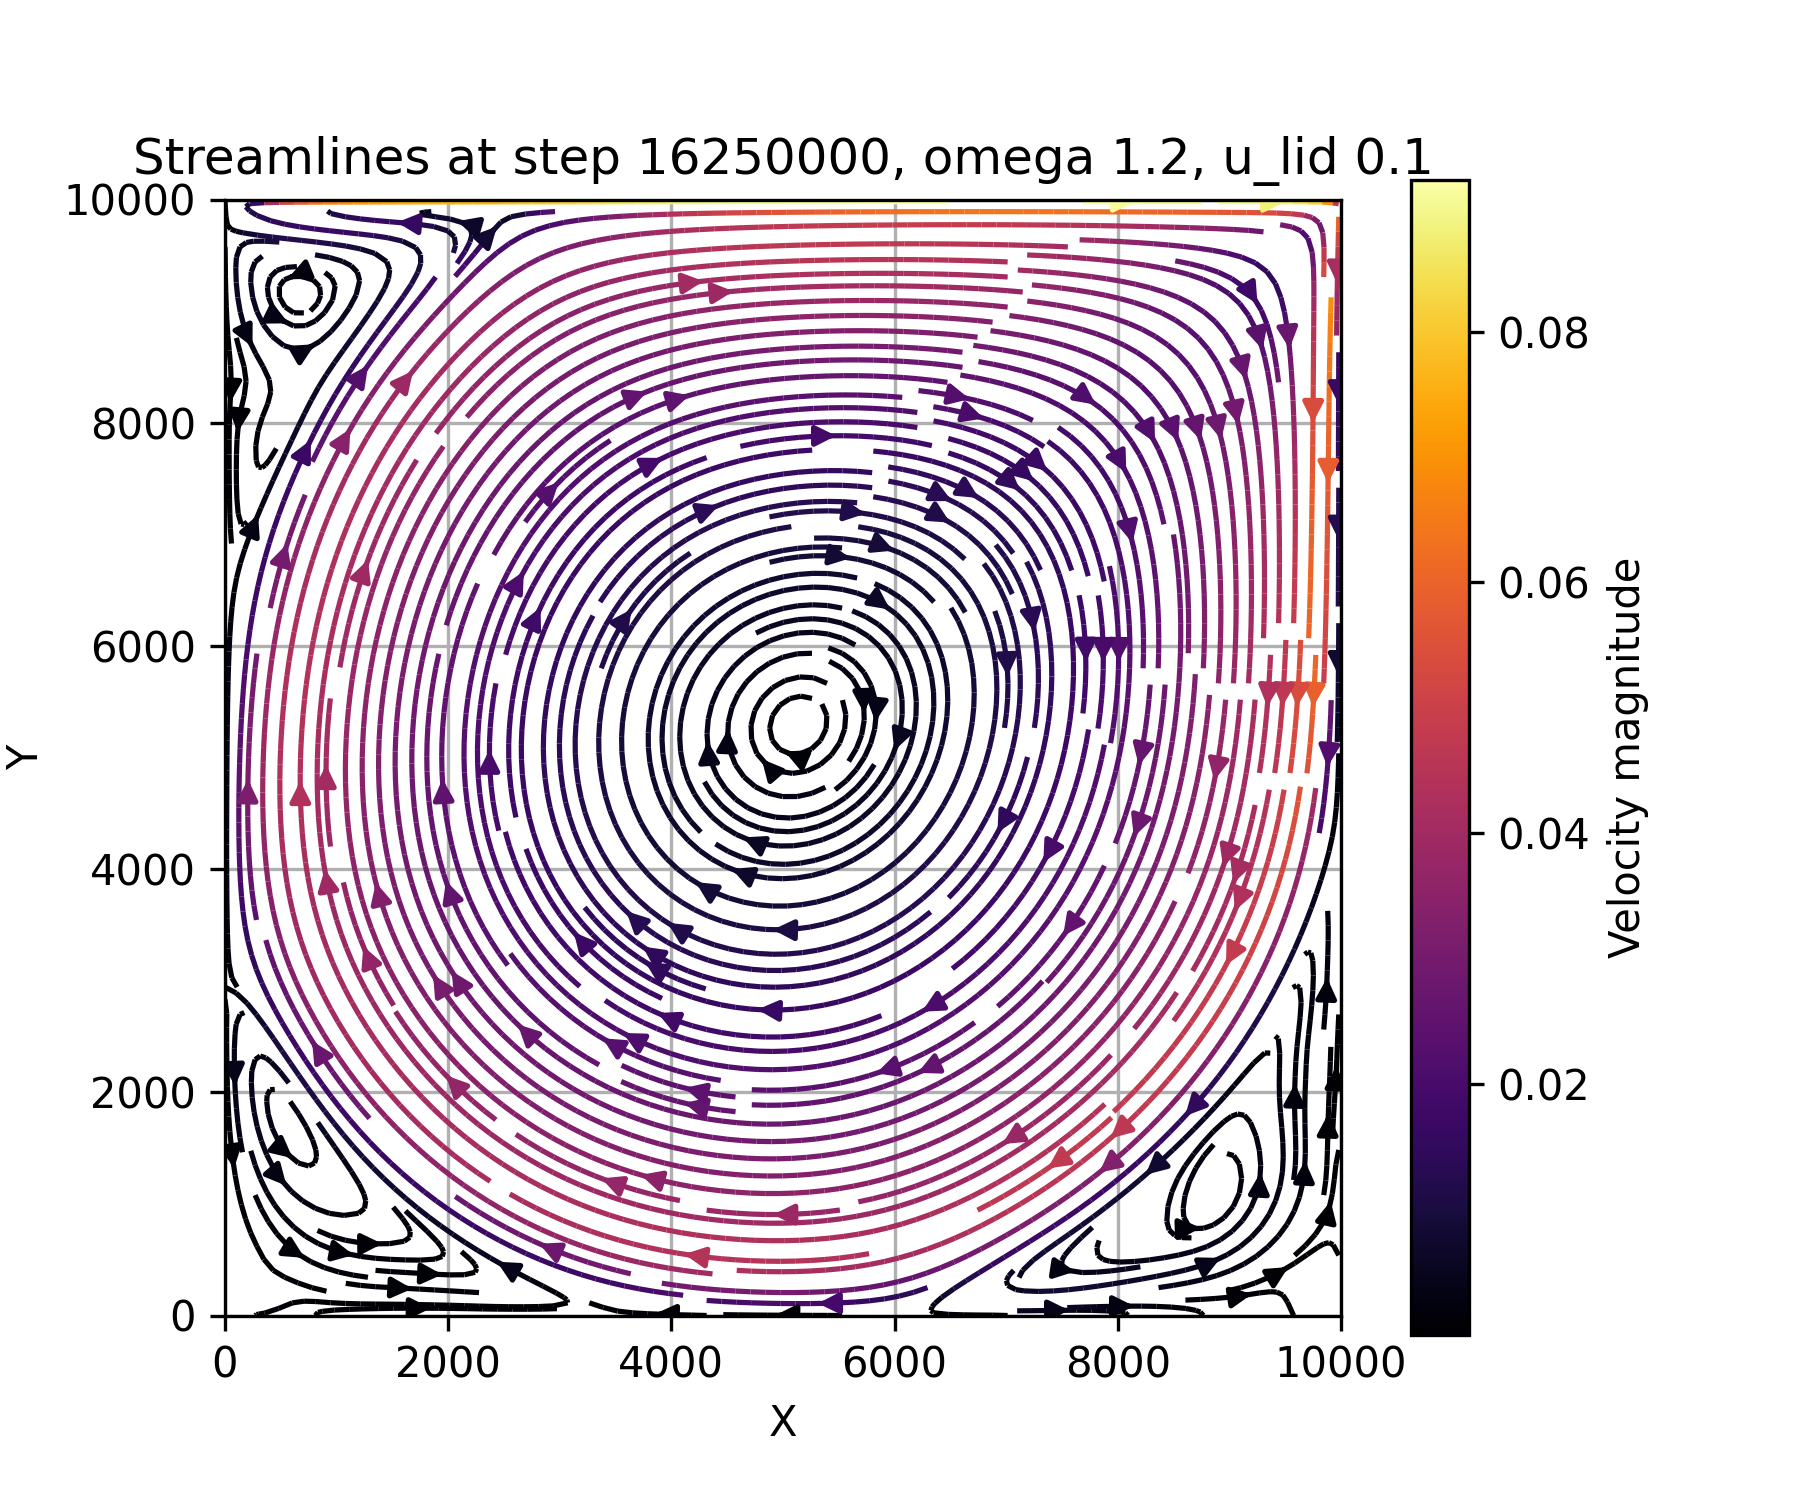 Streamlines at step 16250000, omega 1.2, u_lid 0.1
10000
8000
6000
4000
2000
0
Y
0 2000 4000 6000 8000 10000
X
0.08
0.06
0.04
0.02
Velocity magnitude